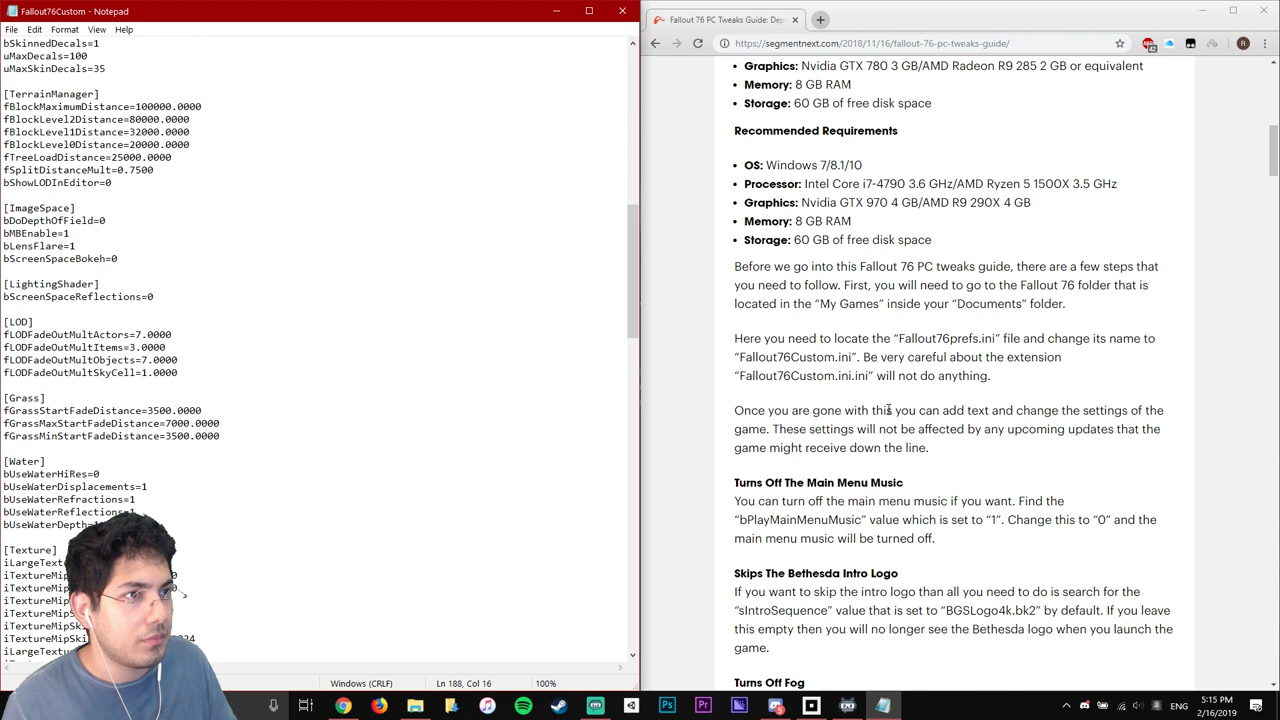 Fallout76Custom - Notepad
File Edit Format View Help
bSkinnedDecals=1
uMaxDecals=100
uMaxSkinDecals=35
[TerrainManager]
fBlockMaximumDistance=100000.0000
fBlockLevel2Distance=80000.0000
fBlockLevel1Distance=32000.0000
fBlockLevel0Distance=20000.0000
fTreeLoadDistance=25000.0000
fSplitDistanceMult=0.7500
bShowLODInEditor=0
[ImageSpace]
bDoDepthOfField=0
bMBEnable=1
bLensFlare=1
bScreenSpaceBokeh=0
[LightingShader]
bScreenSpaceReflections=0
[LOD]
fLODFadeOutMultActors=7.0000
fLODFadeOutMultItems=3.0000
fLODFadeOutMultObjects=7.0000
fLODFadeOutMultSkyCell=1.0000
[Grass]
fGrassStartFadeDistance=3500.0000
fGrassMaxStartFadeDistance=7000.0000
fGrassMinStartFadeDistance=3500.0000
[Water]
bUseWaterHiRes=0
bUseWaterDisplacements=1
bUseWaterRefractions=1
bUseWaterReflections=1
bUseWaterDepth=
[Texture]
Windows (CRLF) Ln 188, Col 16 100%
Fallout 76 PC Tweaks Guide: Dep
https://segmentnext.com/2018/11/16/fallout-76-pc-tweaks-guide/
Graphics: Nvidia GTX 780 3 GB/AMD Radeon R9 285 2 GB or equivalent
Memory: 8 GB RAM
Storage: 60 GB of free disk space
Recommended Requirements
OS: Windows 7/8.1/10
Processor: Intel Core i7-4790 3.6 GHz/AMD Ryzen 5 1500X 3.5 GHz
Graphics: Nvidia GTX 970 4 GB/AMD R9 290X 4 GB
Memory: 8 GB RAM
Storage: 60 GB of free disk space
Before we go into this Fallout 76 PC tweaks guide, there are a few steps that
you need to follow. First, you will need to go to the Fallout 76 folder that is
located in the “My Games” inside your “Documents” folder.
Here you need to locate the “Fallout76prefs.ini” file and change its name to
“Fallout76Custom.ini”. Be very careful about the extension
“Fallout76Custom.ini.ini” will not do anything.
Once you are gone with this you can add text and change the settings of the
game. These settings will not be affected by any upcoming updates that the
game might receive down the line.
Turns Off The Main Menu Music
You can turn off the main menu music if you want. Find the
“bPlayMainMenuMusic” value which is set to “1”. Change this to “0” and the
main menu music will be turned off.
Skips The Bethesda Intro Logo
If you want to skip the intro logo than all you need to do is search for the
“sIntroSequence” value that is set to “BGSLogo4k.bk2” by default. If you leave
this empty then you will no longer see the Bethesda logo when you launch the
game.
Turns Off Fog
ENG
5:15 PM
2/16/2019